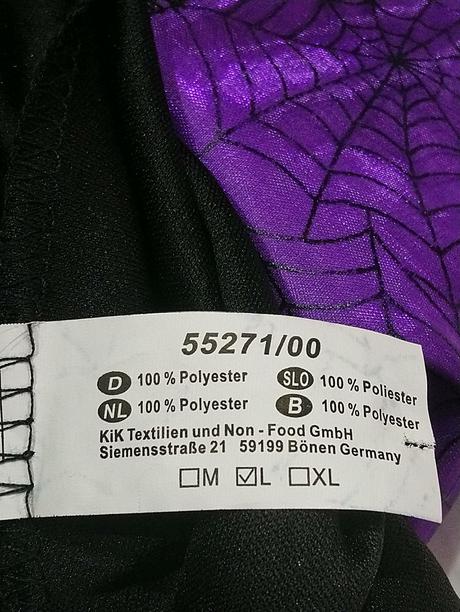 55271/00
D 100 % Polyester SLO 100 % Poliester
NL 100 % Polyester B 100 % Polyester
KiK Textilien und Non - Food GmbH
Siemensstraße 21 59199 Bönen Germany
☐M ☑L ☐XL